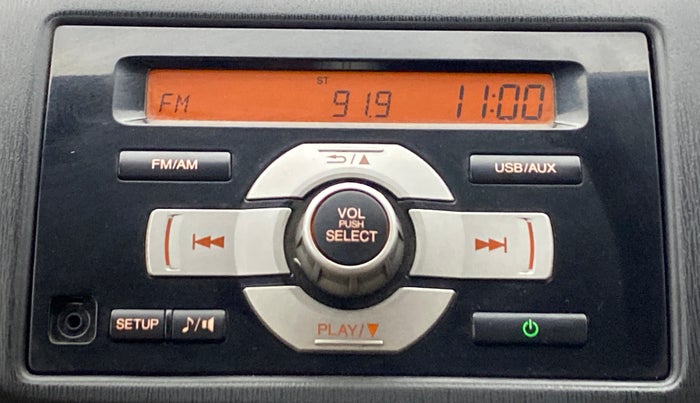 ST
FM 91.9 11:00
FM/AM
USB/AUX
VOL
PUSH
SELECT
SETUP
PLAY/▼